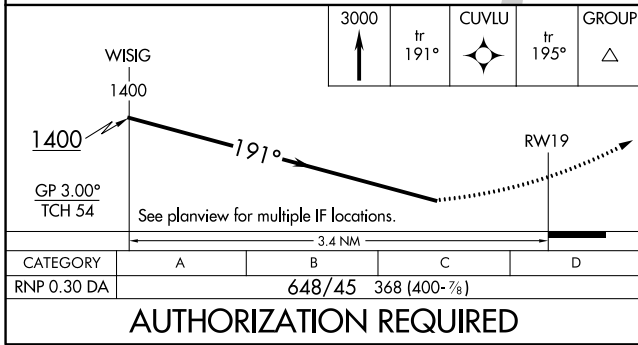 3000
tr
191°
CUVLU
tr
195°
GROUP
WISIG
1400
1400
191°
RW19
GP 3.00°
TCH 54
See planview for multiple IF locations.
3.4 NM
CATEGORY A B C D
RNP 0.30 DA 648/45 368 (400-⅞)
AUTHORIZATION REQUIRED